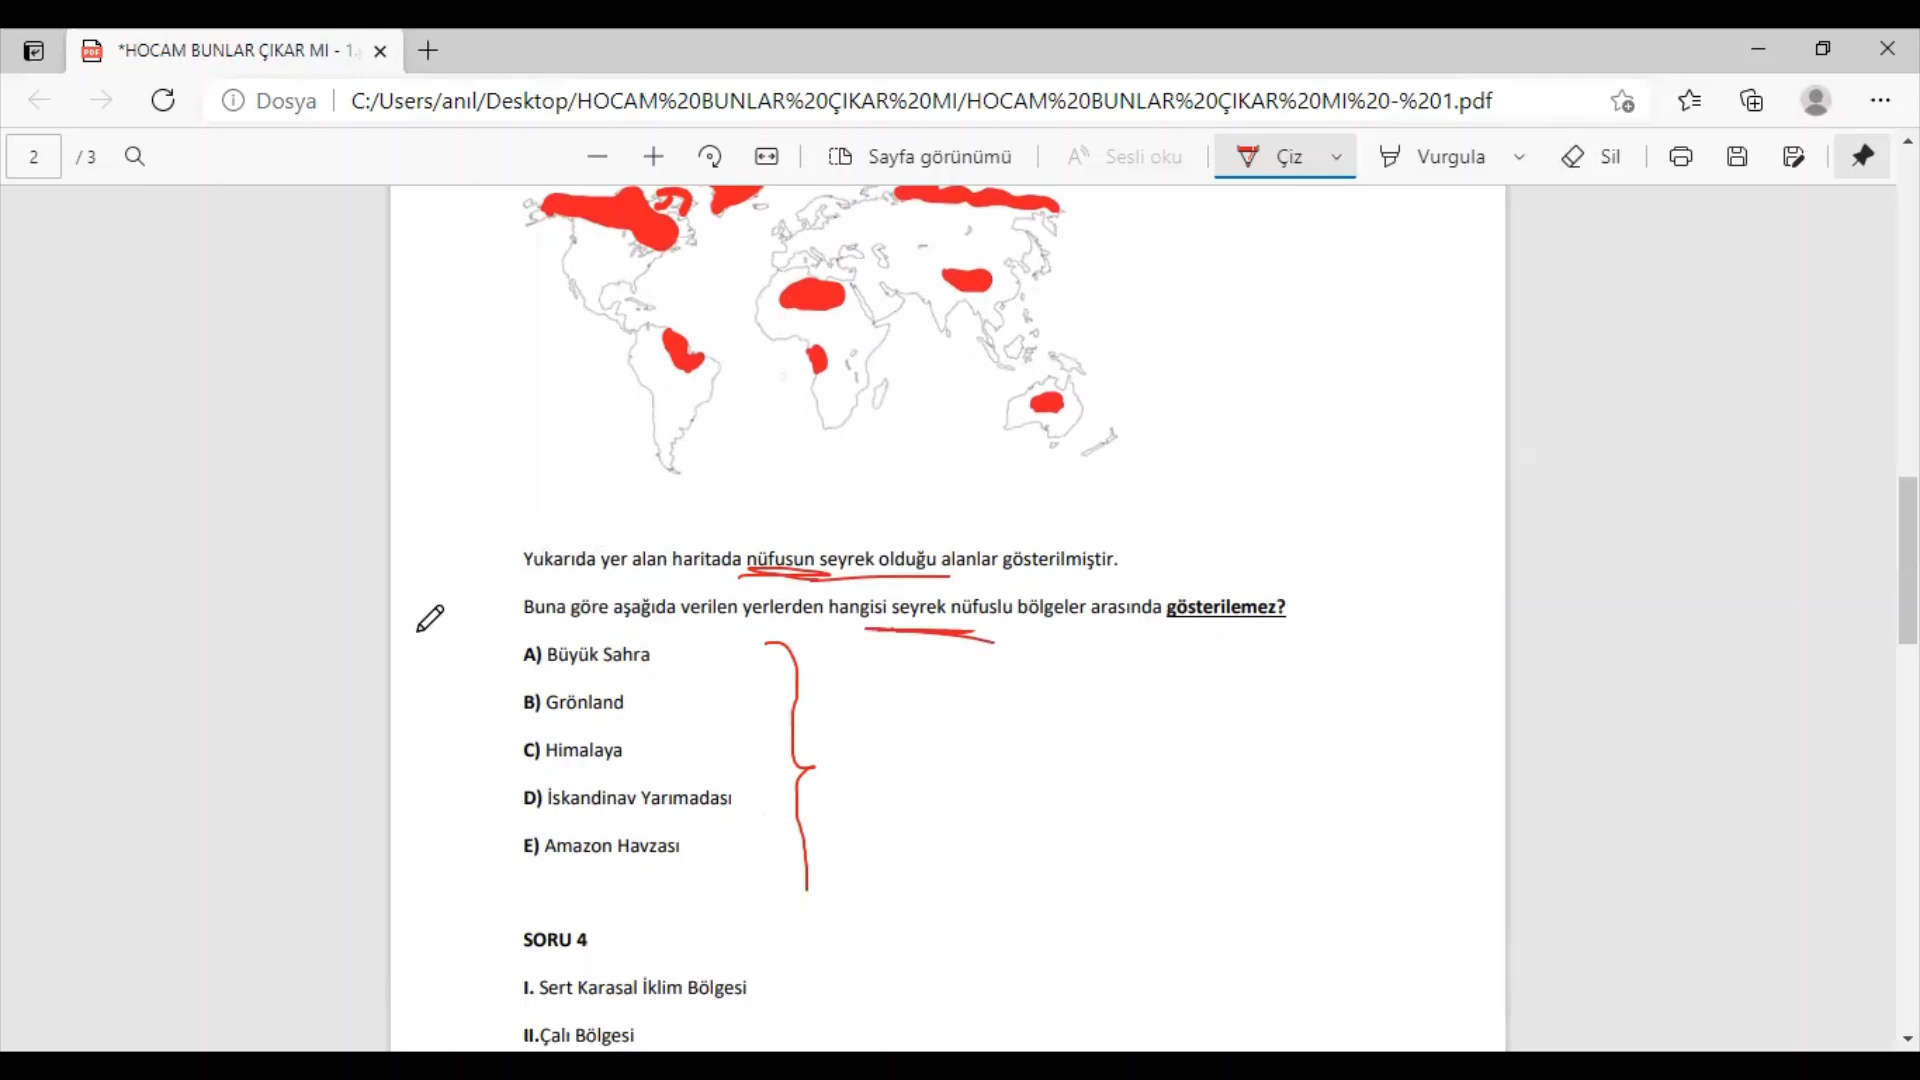 *HOCAM BUNLAR ÇIKAR MI - 1.
Dosya
C:/Users/anıl/Desktop/HOCAM%20BUNLAR%20ÇIKAR%20MI/HOCAM%20BUNLAR%20ÇIKAR%20MI%20-%201.pdf
2 / 3 Sayfa görünümü Sesli oku Çiz Vurgula Sil
Yukarıda yer alan haritada nüfusun seyrek olduğu alanlar gösterilmiştir.
Buna göre aşağıda verilen yerlerden hangisi seyrek nüfuslu bölgeler arasında gösterilemez?
A) Büyük Sahra
B) Grönland
C) Himalaya
D) İskandinav Yarımadası
E) Amazon Havzası
SORU 4
I. Sert Karasal İklim Bölgesi
II.Çalı Bölgesi